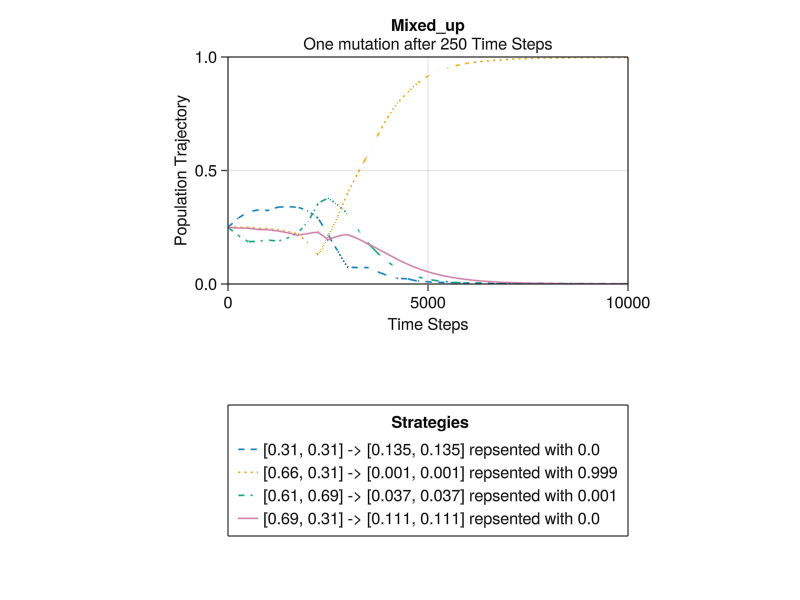 Mixed_up
One mutation after 250 Time Steps
Population Trajectory
1.0
0.5
0.0
0 5000 10000
Time Steps
Strategies
[0.31, 0.31] -> [0.135, 0.135] repsented with 0.0
[0.66, 0.31] -> [0.001, 0.001] repsented with 0.999
[0.61, 0.69] -> [0.037, 0.037] repsented with 0.001
[0.69, 0.31] -> [0.111, 0.111] repsented with 0.0